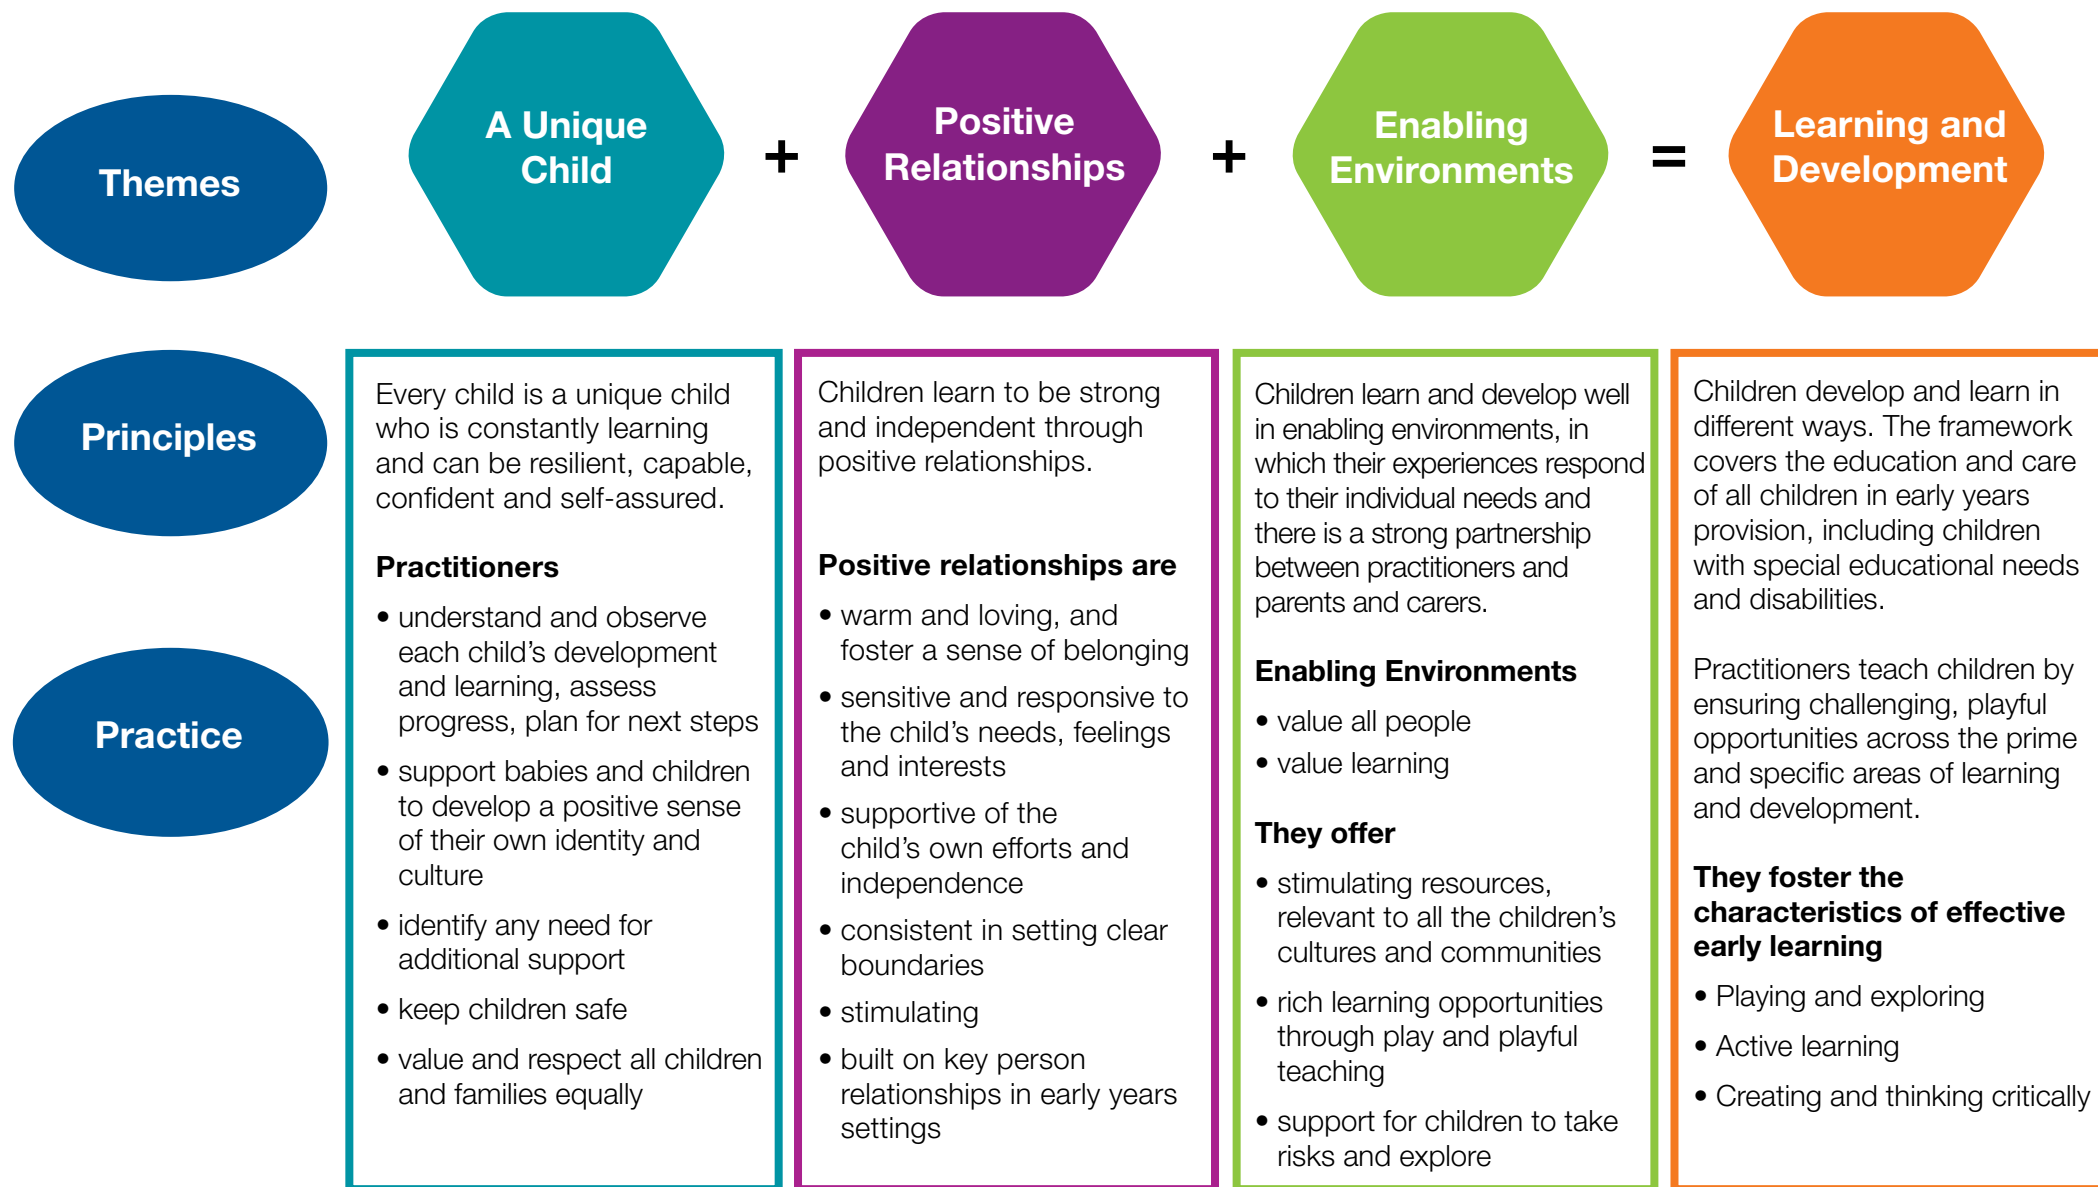 Themes
A Unique
Child
+
Positive
Relationships
+
Enabling
Environments
=
Learning and
Development
Principles
Practice
Every child is a unique child
who is constantly learning
and can be resilient, capable,
confident and self-assured.
Practitioners
• understand and observe
each child’s development
and learning, assess
progress, plan for next steps
• support babies and children
to develop a positive sense
of their own identity and
culture
• identify any need for
additional support
• keep children safe
• value and respect all children
and families equally
Children learn to be strong
and independent through
positive relationships.
Positive relationships are
• warm and loving, and
foster a sense of belonging
• sensitive and responsive to
the child’s needs, feelings
and interests
• supportive of the
child’s own efforts and
independence
• consistent in setting clear
boundaries
• stimulating
• built on key person
relationships in early years
settings
Children learn and develop well
in enabling environments, in
which their experiences respond
to their individual needs and
there is a strong partnership
between practitioners and
parents and carers.
Enabling Environments
• value all people
• value learning
They offer
• stimulating resources,
relevant to all the children’s
cultures and communities
• rich learning opportunities
through play and playful
teaching
• support for children to take
risks and explore
Children develop and learn in
different ways. The framework
covers the education and care
of all children in early years
provision, including children
with special educational needs
and disabilities.
Practitioners teach children by
ensuring challenging, playful
opportunities across the prime
and specific areas of learning
and development.
They foster the
characteristics of effective
early learning
• Playing and exploring
• Active learning
• Creating and thinking critically